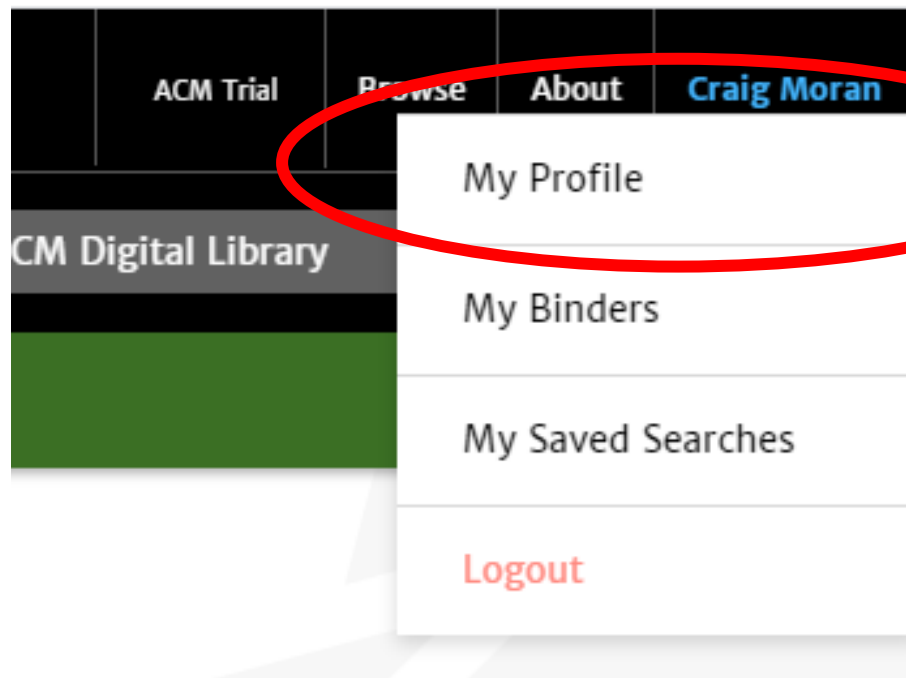 ACM Trial Browse About Craig Moran
My Profile
CM Digital Library
My Binders
My Saved Searches
Logout